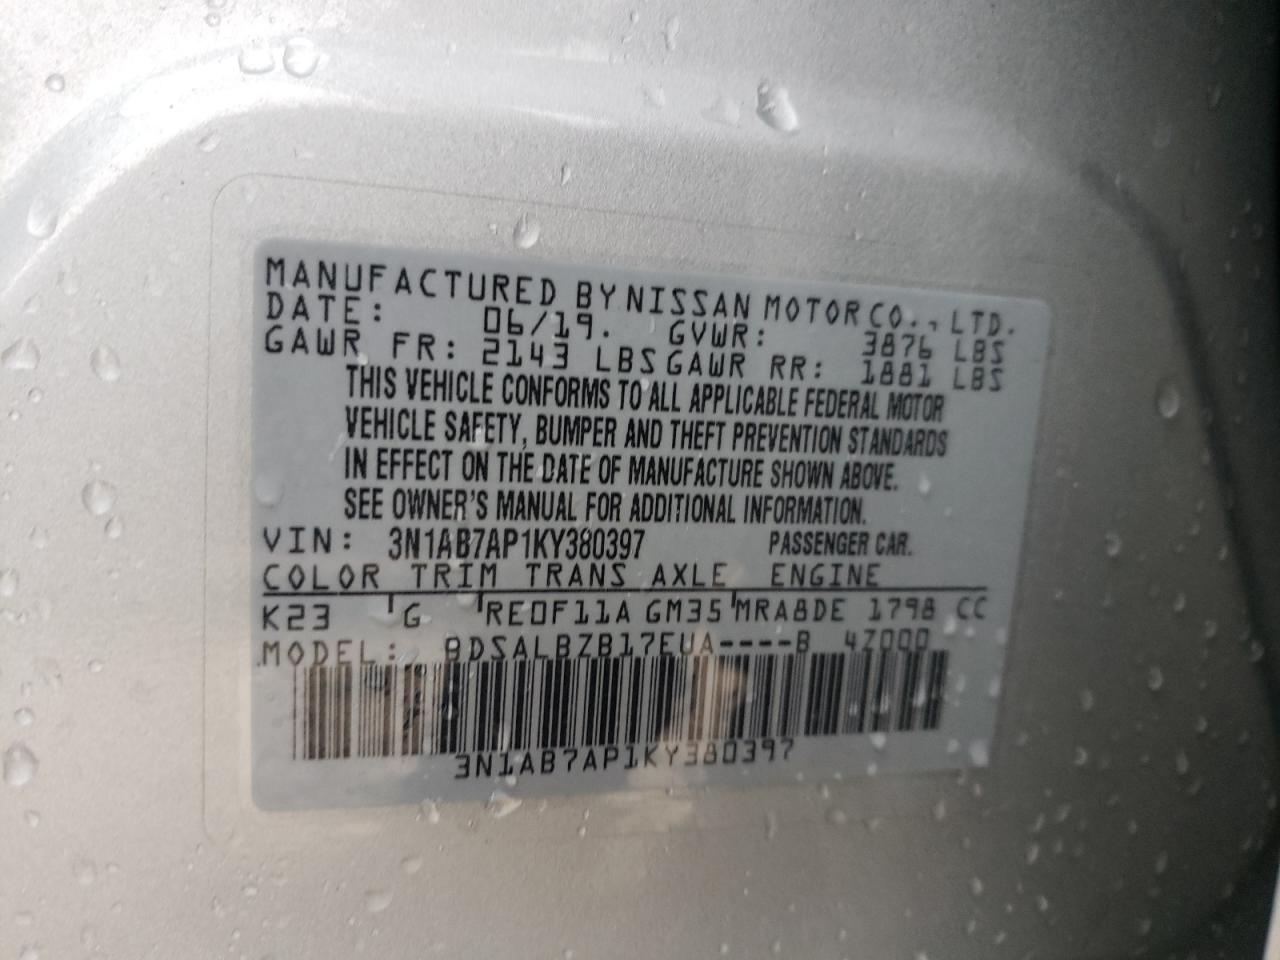 MANUFACTURED BY NISSAN MOTOR CO., LTD.
DATE: 06/19. GVWR: 3876 LBS
GAWR FR: 2143 LBS GAWR RR: 1881 LBS
THIS VEHICLE CONFORMS TO ALL APPLICABLE FEDERAL MOTOR
VEHICLE SAFETY, BUMPER AND THEFT PREVENTION STANDARDS
IN EFFECT ON THE DATE OF MANUFACTURE SHOWN ABOVE.
SEE OWNER'S MANUAL FOR ADDITIONAL INFORMATION.
VIN: 3N1AB7AP1KY380397 PASSENGER CAR.
COLOR TRIM TRANS AXLE ENGINE
K23 G RE0F11A GM35 MRA8DE 1798 CC
MODEL: BDSALBZB17EUA----B 4Z000
3N1AB7AP1KY380397